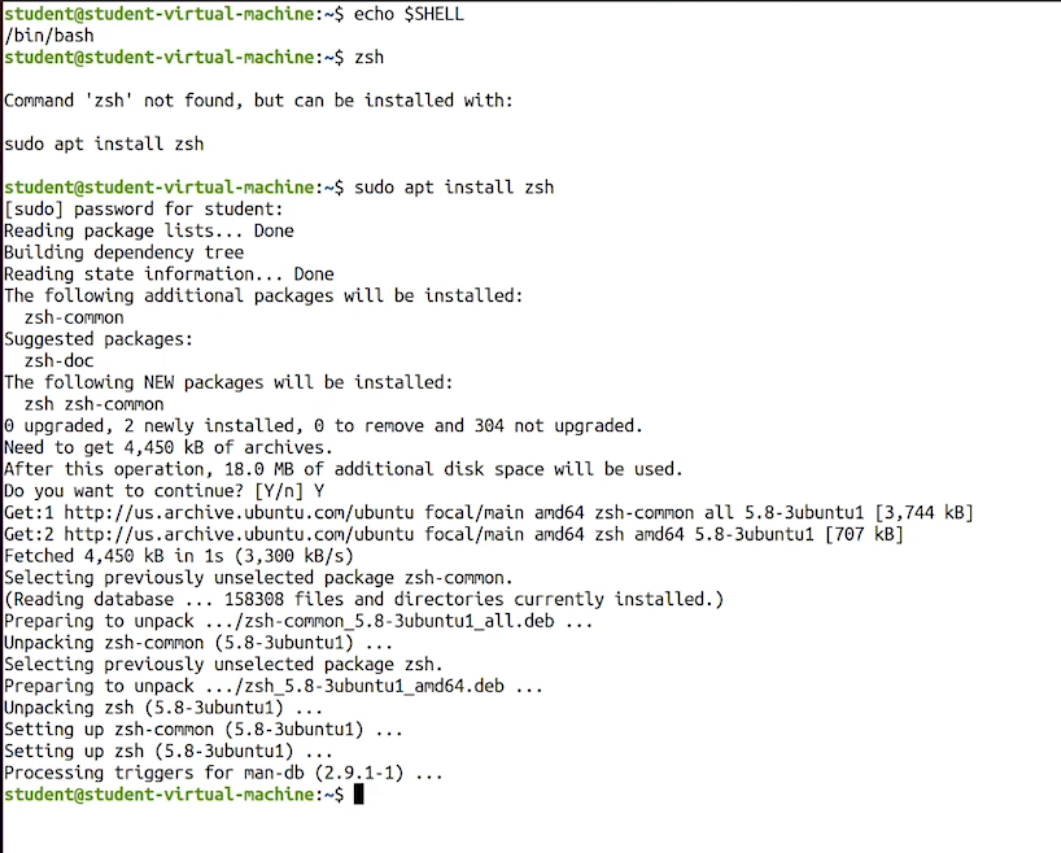 student@student-virtual-machine:~$ echo $SHELL
/bin/bash
student@student-virtual-machine:~$ zsh
Command 'zsh' not found, but can be installed with:
sudo apt install zsh
student@student-virtual-machine:~$ sudo apt install zsh
[sudo] password for student:
Reading package lists... Done
Building dependency tree
Reading state information... Done
The following additional packages will be installed:
  zsh-common
Suggested packages:
  zsh-doc
The following NEW packages will be installed:
  zsh zsh-common
0 upgraded, 2 newly installed, 0 to remove and 304 not upgraded.
Need to get 4,450 kB of archives.
After this operation, 18.0 MB of additional disk space will be used.
Do you want to continue? [Y/n] Y
Get:1 http://us.archive.ubuntu.com/ubuntu focal/main amd64 zsh-common all 5.8-3ubuntu1 [3,744 kB]
Get:2 http://us.archive.ubuntu.com/ubuntu focal/main amd64 zsh amd64 5.8-3ubuntu1 [707 kB]
Fetched 4,450 kB in 1s (3,300 kB/s)
Selecting previously unselected package zsh-common.
(Reading database ... 158308 files and directories currently installed.)
Preparing to unpack .../zsh-common_5.8-3ubuntu1_all.deb ...
Unpacking zsh-common (5.8-3ubuntu1) ...
Selecting previously unselected package zsh.
Preparing to unpack .../zsh_5.8-3ubuntu1_amd64.deb ...
Unpacking zsh (5.8-3ubuntu1) ...
Setting up zsh-common (5.8-3ubuntu1) ...
Setting up zsh (5.8-3ubuntu1) ...
Processing triggers for man-db (2.9.1-1) ...
student@student-virtual-machine:~$